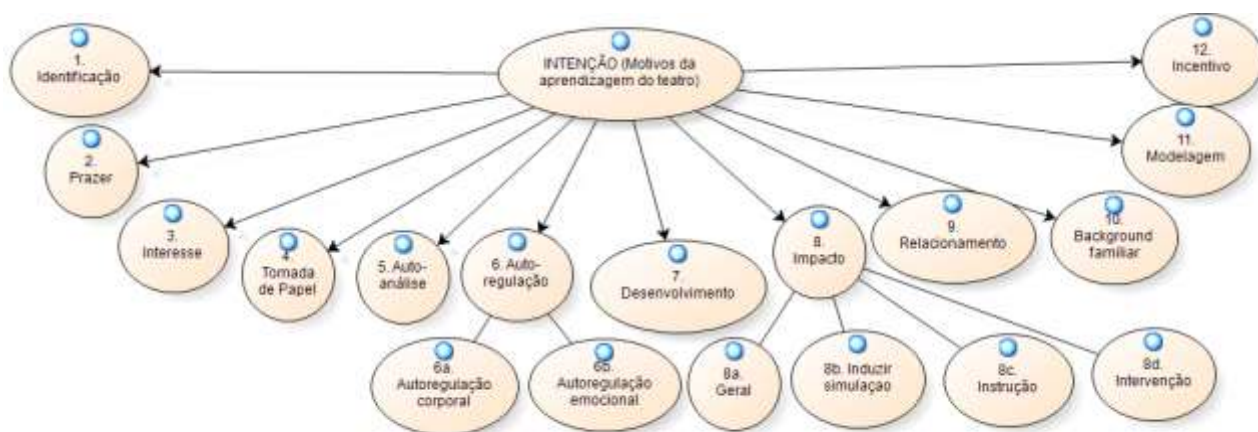 INTENÇÃO (Motivos da
aprendizagem do teatro)
1.
Identificação
2.
Prazer
3.
Interesse
4.
Tomada
de Papel
5. Auto-
análise
6. Auto-
regulação
7.
Desenvolvimento
8.
Impacto
9.
Relacionamento
10.
Background
familiar
11.
Modelagem
12.
Incentivo
6a.
Autoregulação
corporal
6b.
Autoregulação
emocional
8a.
Geral
8b. Induzir
simulaçao
8c.
Instrução
8d.
Intervenção